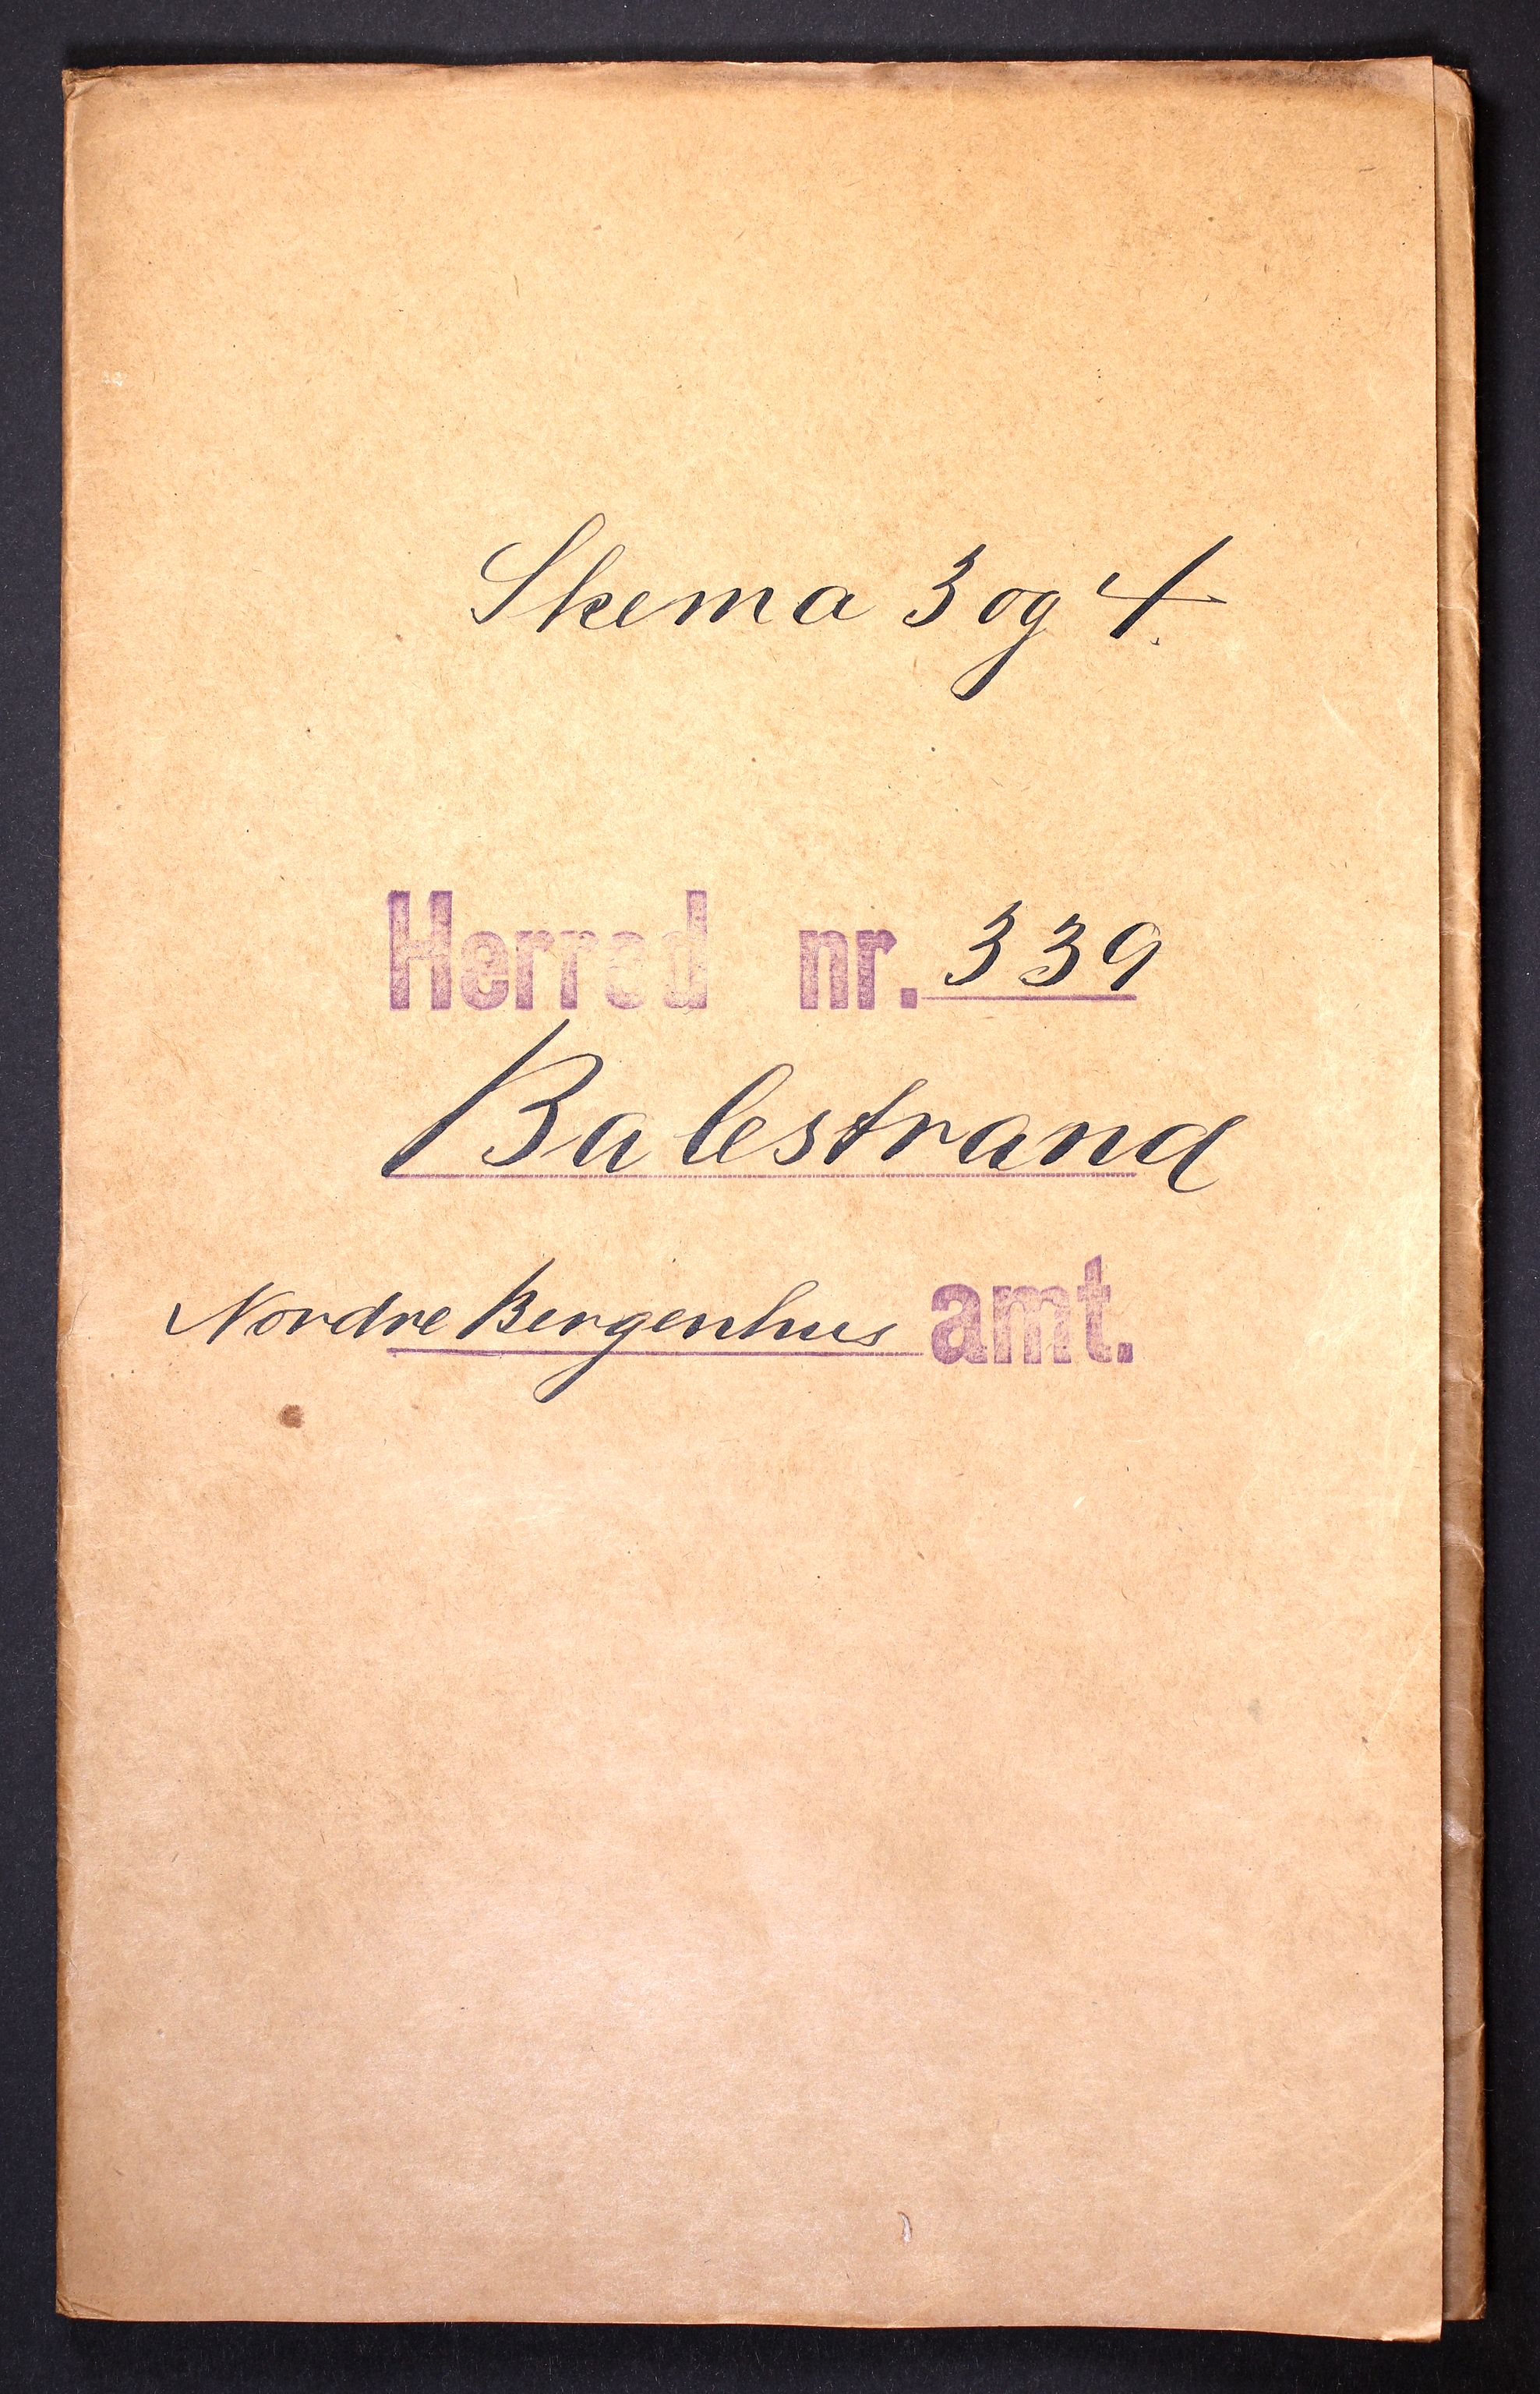 Skema 3 og 4.
Herred nr. 339
Balestrand
Nordre Bergenhus amt.